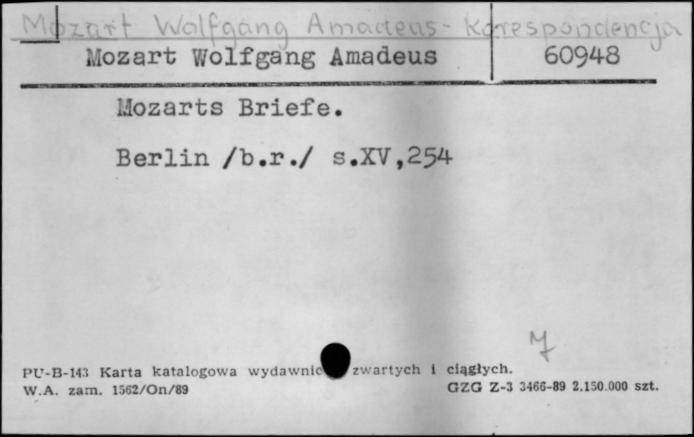 Mozart Wolfgang Amadeus - Korespondencja
Mozart Wolfgang Amadeus 60948
Mozarts Briefe.
Berlin /b.r./ s.XV,254
PU-B-143 Karta katalogowa wydawnic zwartych i ciągłych.
W.A. zam. 1562/On/89 GZG Z-3 3466-89 2.150.000 szt.